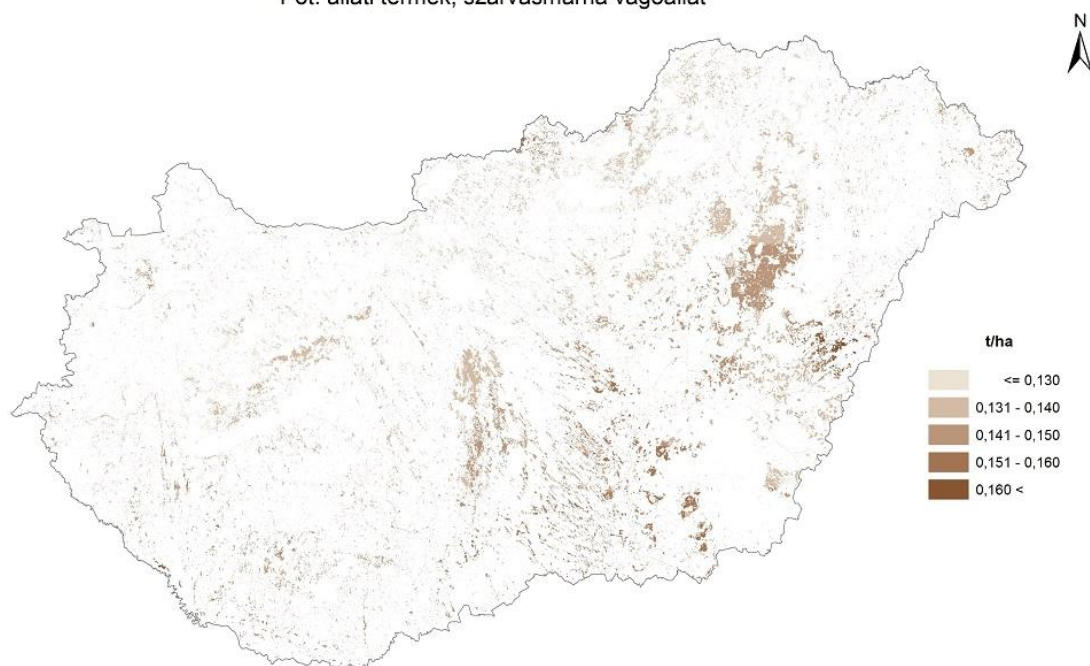 Pot. állati termék, szarvasmarha vágóállat
N
t/ha
<= 0,130
0,131 - 0,140
0,141 - 0,150
0,151 - 0,160
0,160 <